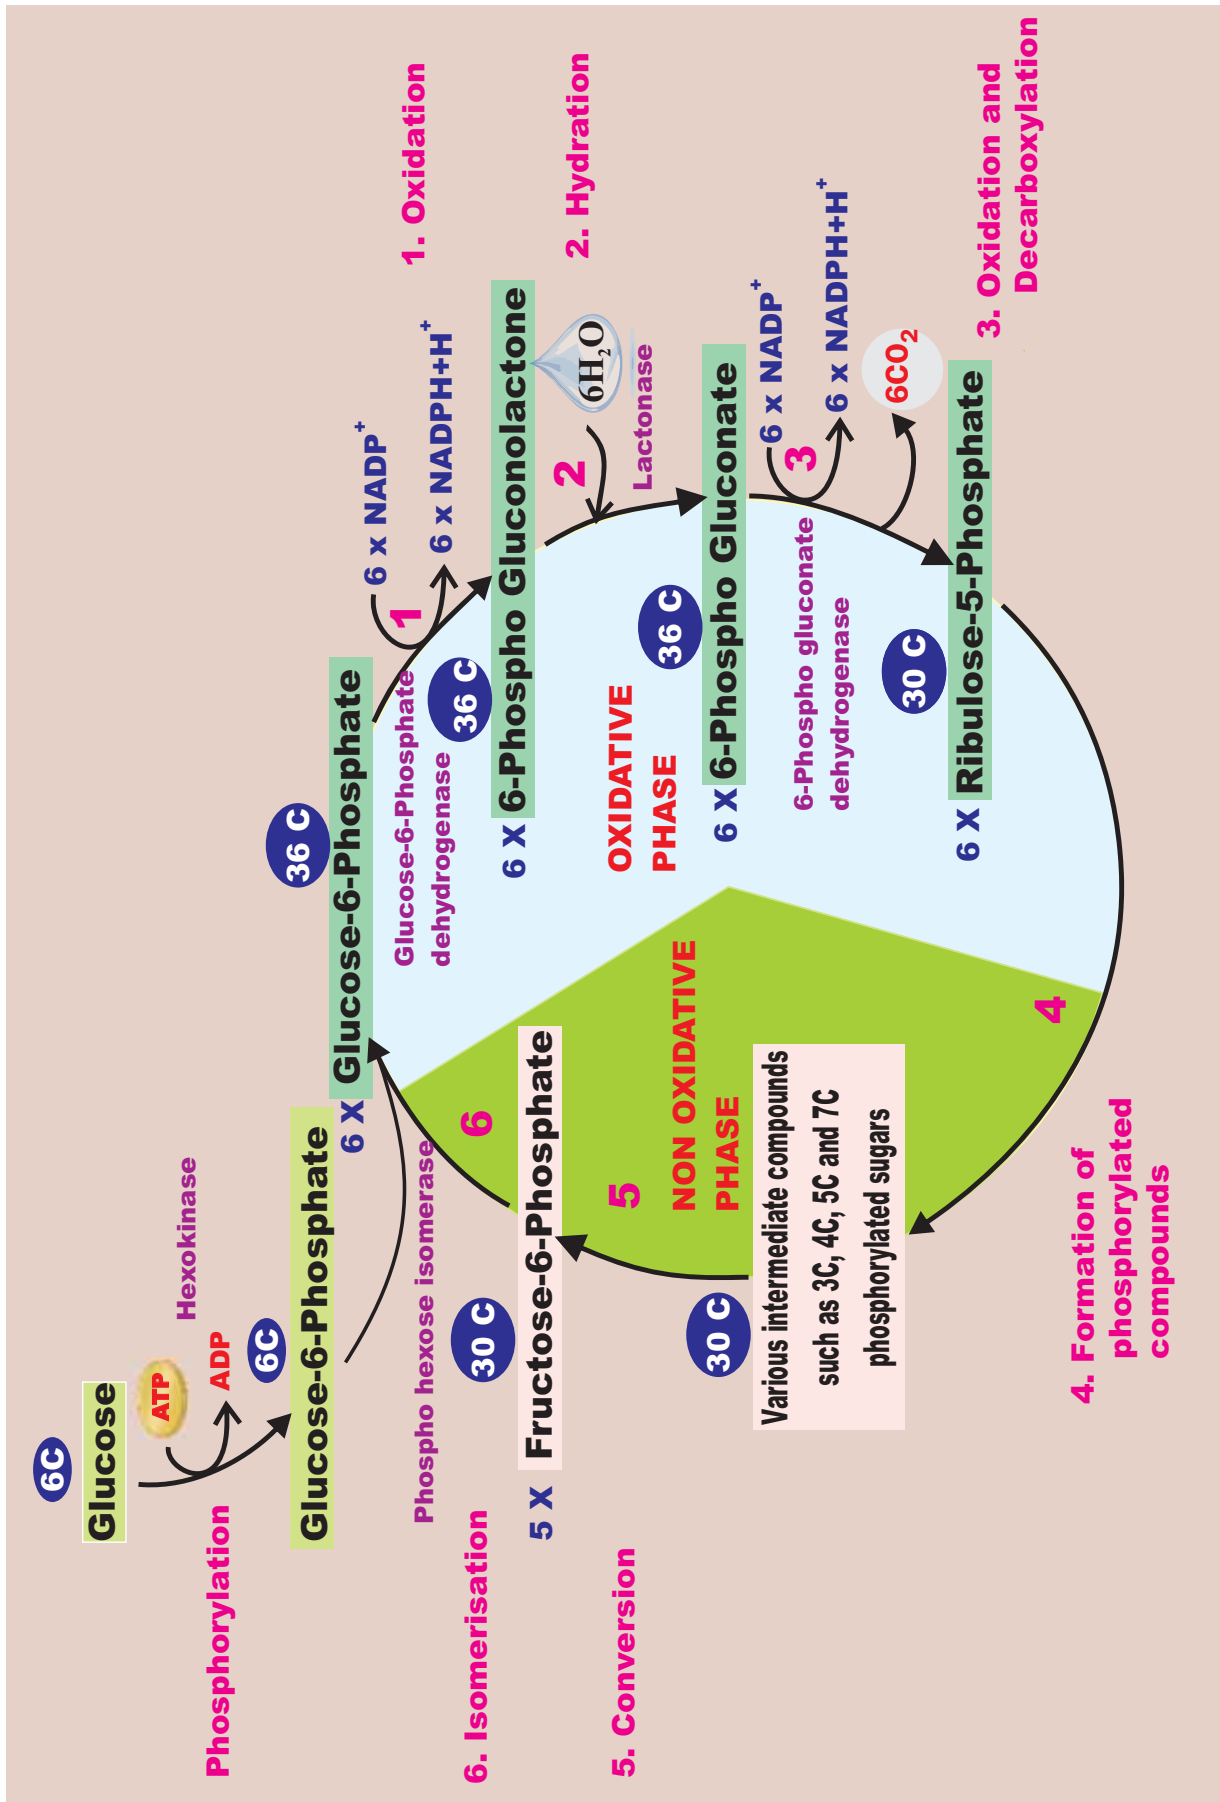 6C
Glucose
Phosphorylation
ATP
ADP
Hexokinase
6C
Glucose-6-Phosphate
36 C
6 X Glucose-6-Phosphate
Glucose-6-Phosphate
dehydrogenase
1
6 x NADP+
6 x NADPH+H+
1. Oxidation
36 C
6 X 6-Phospho Gluconolactone
2
6H2O
Lactonase
2. Hydration
36 C
6 X 6-Phospho Gluconate
6-Phospho gluconate
dehydrogenase
3
6 x NADP+
6 x NADPH+H+
6CO2
3. Oxidation and
Decarboxylation
30 C
6 X Ribulose-5-Phosphate
OXIDATIVE
PHASE
4
4. Formation of
phosphorylated
compounds
NON OXIDATIVE
PHASE
30 C
Various intermediate compounds
such as 3C, 4C, 5C and 7C
phosphorylated sugars
5
5. Conversion
30 C
5 X Fructose-6-Phosphate
6
6. Isomerisation
Phospho hexose isomerase